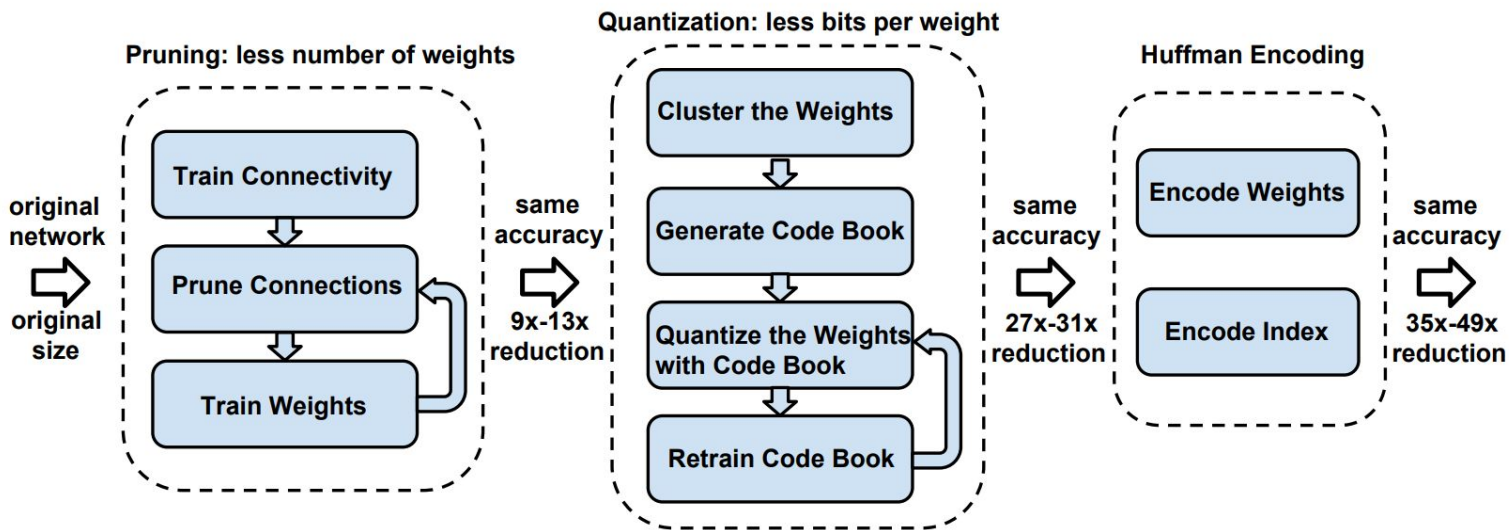 original
network
original
size
Pruning: less number of weights
Train Connectivity
Prune Connections
Train Weights
same
accuracy
9x-13x
reduction
Quantization: less bits per weight
Cluster the Weights
Generate Code Book
Quantize the Weights
with Code Book
Retrain Code Book
same
accuracy
27x-31x
reduction
Huffman Encoding
Encode Weights
Encode Index
same
accuracy
35x-49x
reduction